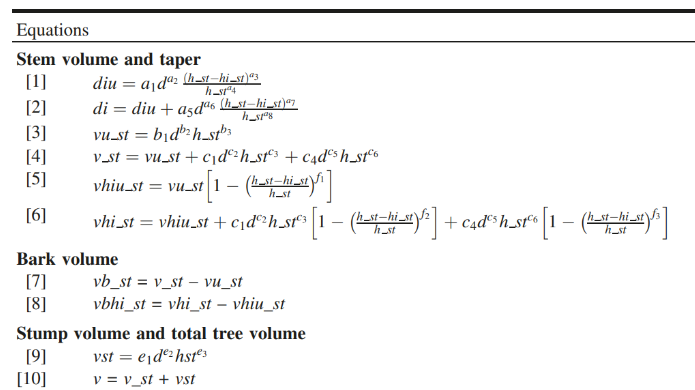 Equations
Stem volume and taper
[1] diu = a₁d^{a₂} \frac{(h_st−hi_st)^{a₃}}{h_st^{a₄}}
[2] di = diu + a₅d^{a₆} \frac{(h_st−hi_st)^{a₇}}{h_st^{a₈}}
[3] vu_st = b₁d^{b₂}h_st^{b₃}
[4] v_st = vu_st + c₁d^{c₂}h_st^{c₃} + c₄d^{c₅}h_st^{c₆}
[5] vhiu_st = vu_st[1 − (\frac{h_st−hi_st}{h_st})^{f₁}]
[6] vhi_st = vhiu_st + c₁d^{c₂}h_st^{c₃}[1 − (\frac{h_st−hi_st}{h_st})^{f₂}] + c₄d^{c₅}h_st^{c₆}[1 − (\frac{h_st−hi_st}{h_st})^{f₃}]
Bark volume
[7] vb_st = v_st – vu_st
[8] vbhi_st = vhi_st – vhiu_st
Stump volume and total tree volume
[9] vst = e₁d^{e₂}hst^{e₃}
[10] v = v_st + vst